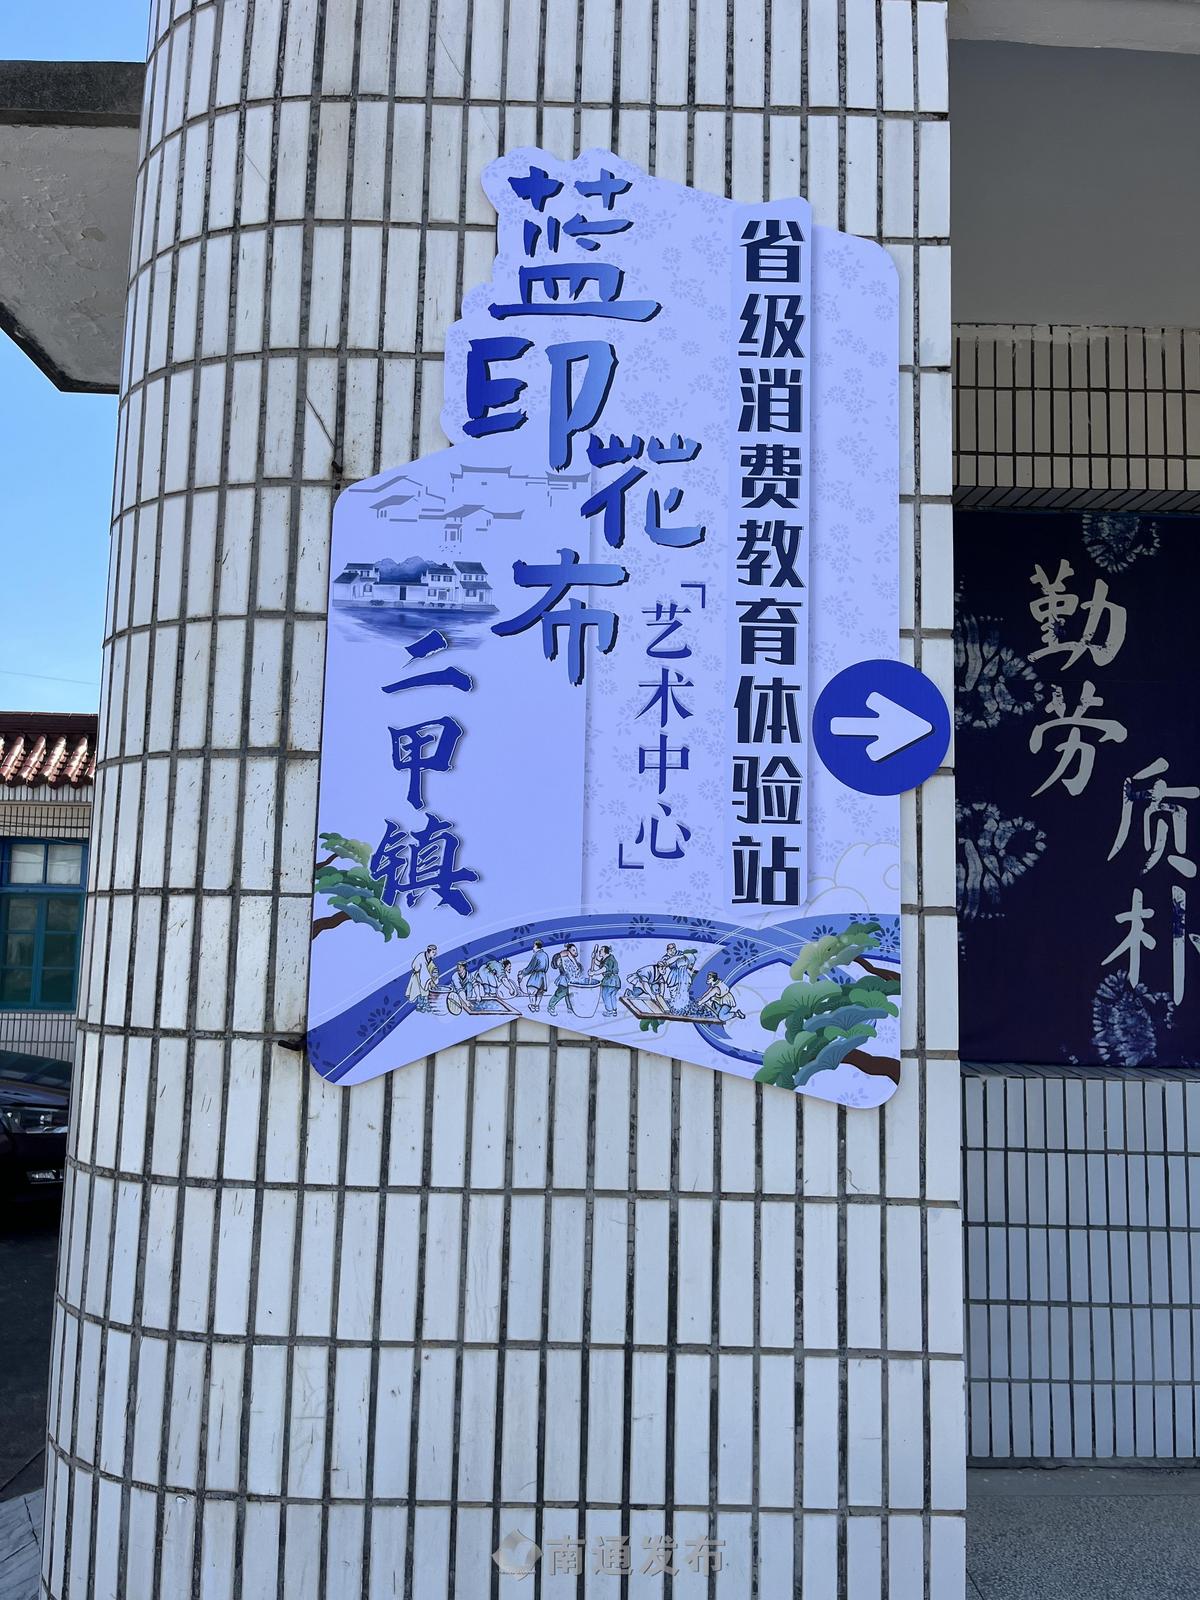 省级消费教育体验站
蓝印花布
「艺术中心」
二甲镇
勤劳
质朴
南通发布